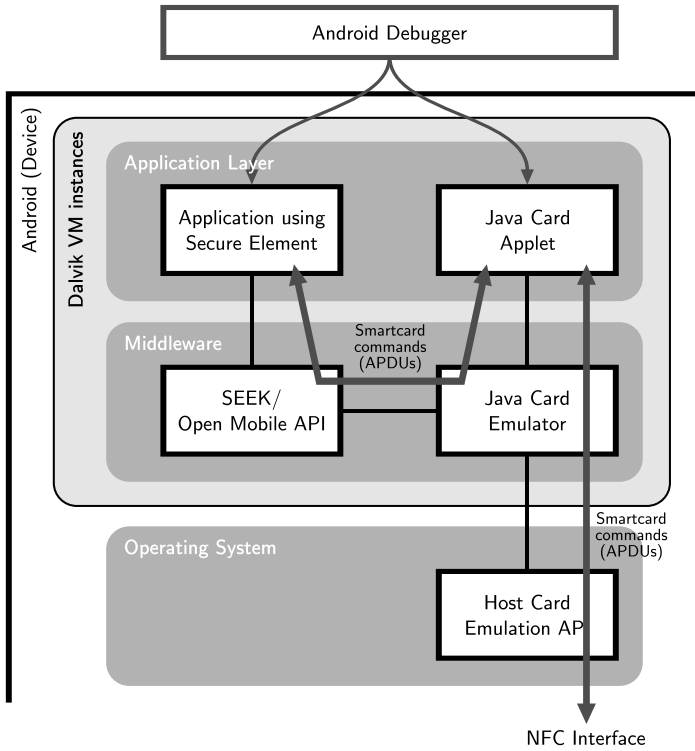 Android Debugger
Android (Device)
Dalvik VM instances
Application Layer
Application using
Secure Element
Java Card
Applet
Smartcard
commands
(APDUs)
Middleware
SEEK/
Open Mobile API
Java Card
Emulator
Smartcard
commands
(APDUs)
Operating System
Host Card
Emulation AP
NFC Interface